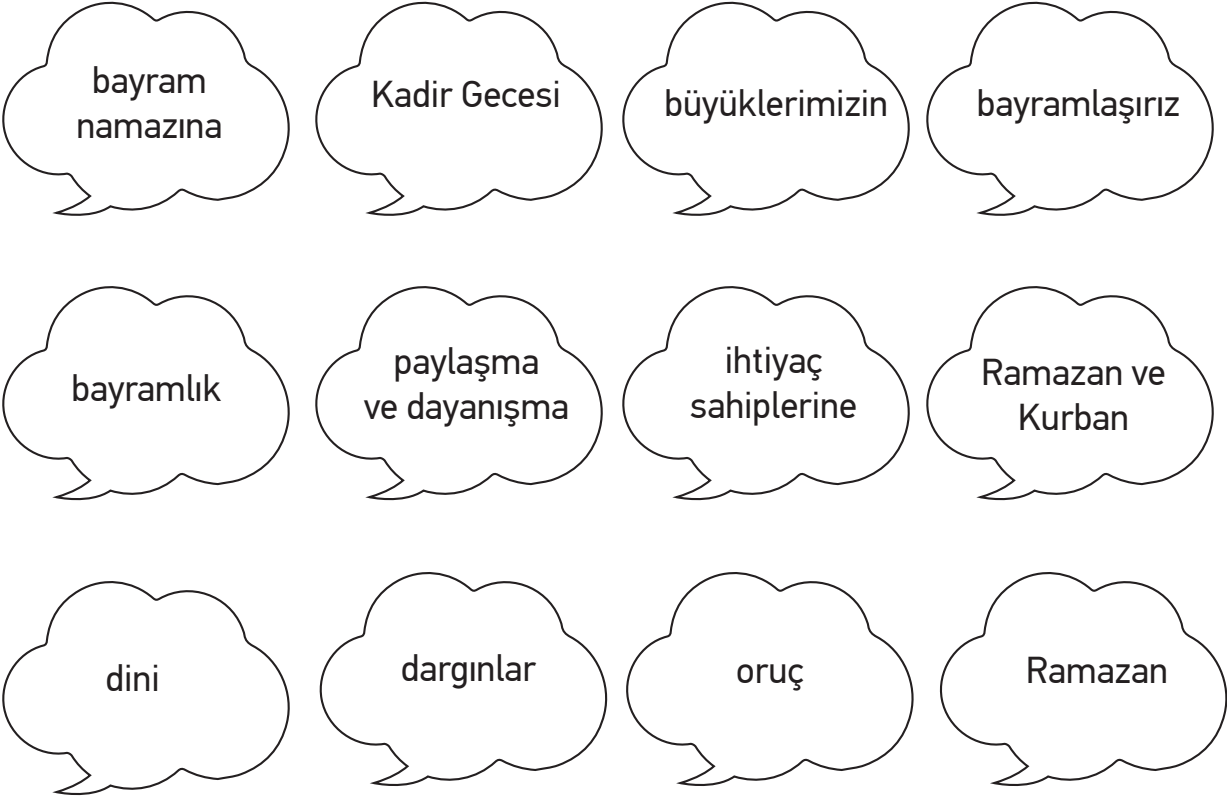 bayram
namazına
Kadir Gecesi
büyüklerimizin
bayramlaşırız
bayramlık
paylaşma
ve dayanışma
ihtiyaç
sahiplerine
Ramazan ve
Kurban
dini
dargınlar
oruç
Ramazan